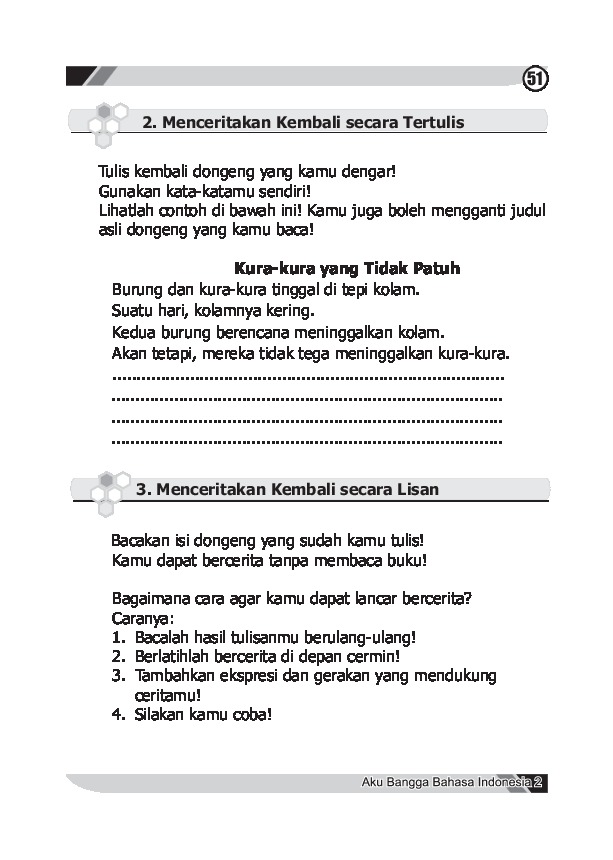 51
2. Menceritakan Kembali secara Tertulis
Tulis kembali dongeng yang kamu dengar!
Gunakan kata-katamu sendiri!
Lihatlah contoh di bawah ini! Kamu juga boleh mengganti judul
asli dongeng yang kamu baca!
Kura-kura yang Tidak Patuh
Burung dan kura-kura tinggal di tepi kolam.
Suatu hari, kolamnya kering.
Kedua burung berencana meninggalkan kolam.
Akan tetapi, mereka tidak tega meninggalkan kura-kura.
................................................................................
................................................................................
................................................................................
................................................................................
3. Menceritakan Kembali secara Lisan
Bacakan isi dongeng yang sudah kamu tulis!
Kamu dapat bercerita tanpa membaca buku!
Bagaimana cara agar kamu dapat lancar bercerita?
Caranya:
1. Bacalah hasil tulisanmu berulang-ulang!
2. Berlatihlah bercerita di depan cermin!
3. Tambahkan ekspresi dan gerakan yang mendukung
ceritamu!
4. Silakan kamu coba!
Aku Bangga Bahasa Indonesia 2